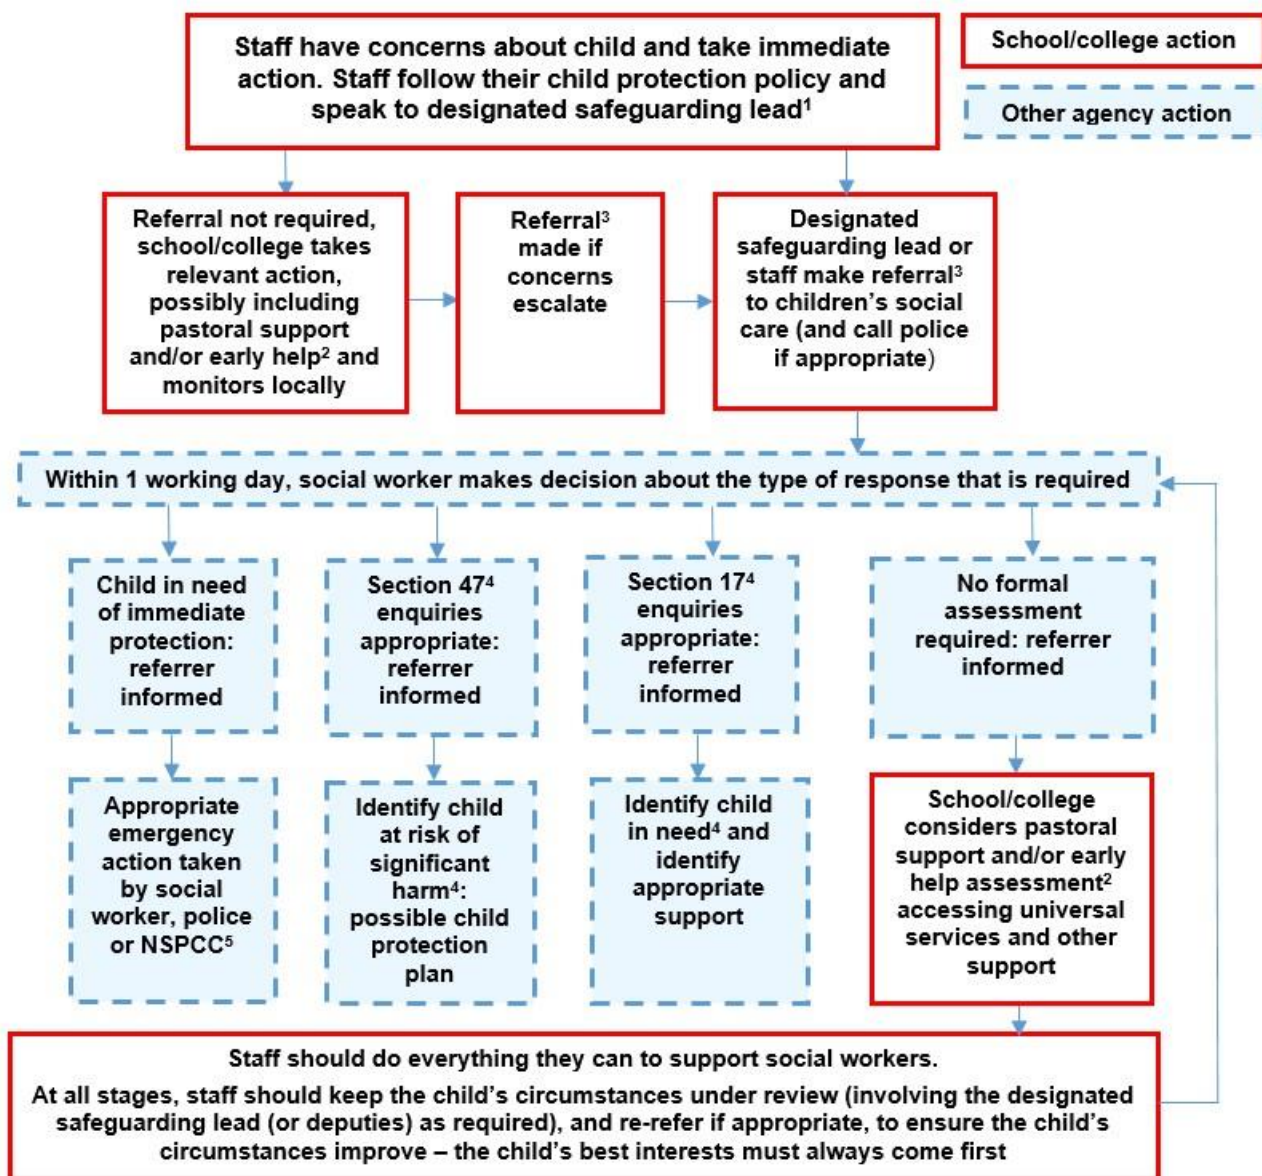 Staff have concerns about child and take immediate
action. Staff follow their child protection policy and
speak to designated safeguarding lead¹
School/college action
Other agency action
Referral not required,
school/college takes
relevant action,
possibly including
pastoral support
and/or early help² and
monitors locally
Referral³
made if
concerns
escalate
Designated
safeguarding lead or
staff make referral³
to children’s social
care (and call police
if appropriate)
Within 1 working day, social worker makes decision about the type of response that is required
Child in need
of immediate
protection:
referrer
informed
Section 47⁴
enquiries
appropriate:
referrer
informed
Section 17⁴
enquiries
appropriate:
referrer
informed
No formal
assessment
required: referrer
informed
Appropriate
emergency
action taken
by social
worker, police
or NSPCC⁵
Identify child
at risk of
significant
harm⁴:
possible child
protection
plan
Identify child
in need⁴ and
identify
appropriate
support
School/college
considers pastoral
support and/or early
help assessment²
accessing universal
services and other
support
Staff should do everything they can to support social workers.
At all stages, staff should keep the child’s circumstances under review (involving the designated
safeguarding lead (or deputies) as required), and re-refer if appropriate, to ensure the child’s
circumstances improve – the child’s best interests must always come first